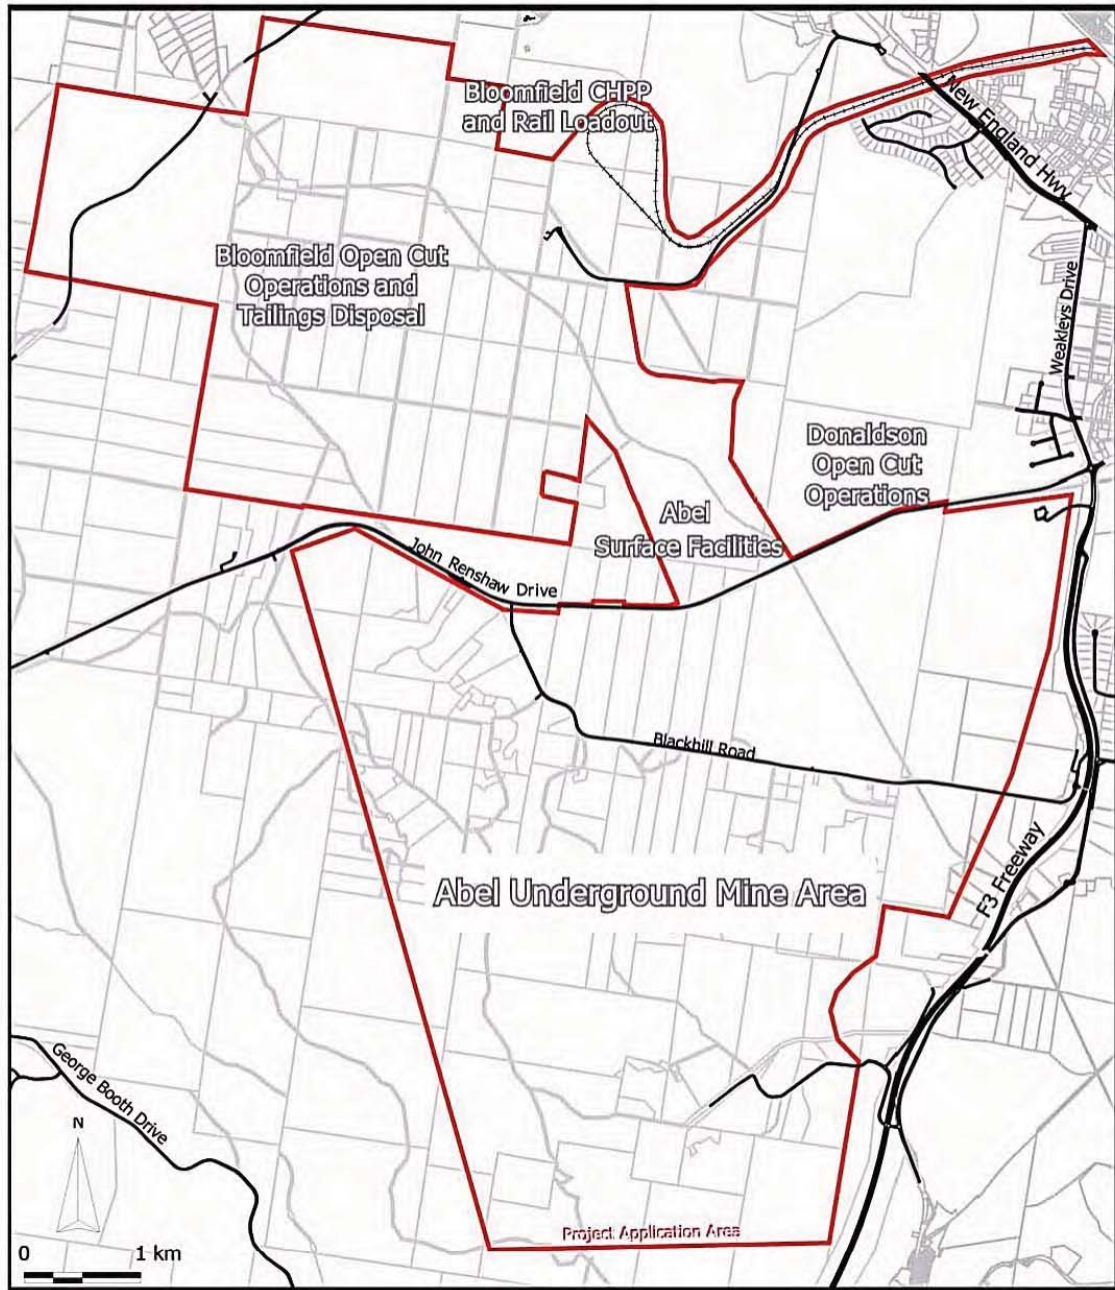 Bloomfield CHPP
and Rail Loadout
New England Hwy
Bloomfield Open Cut
Operations and
Tailings Disposal
Weakleys Drive
Donaldson
Open Cut
Operations
Abel
Surface Facilities
John Renshaw Drive
Blackhill Road
F3 Freeway
Abel Underground Mine Area
George Booth Drive
N
Project Application Area
0 1 km